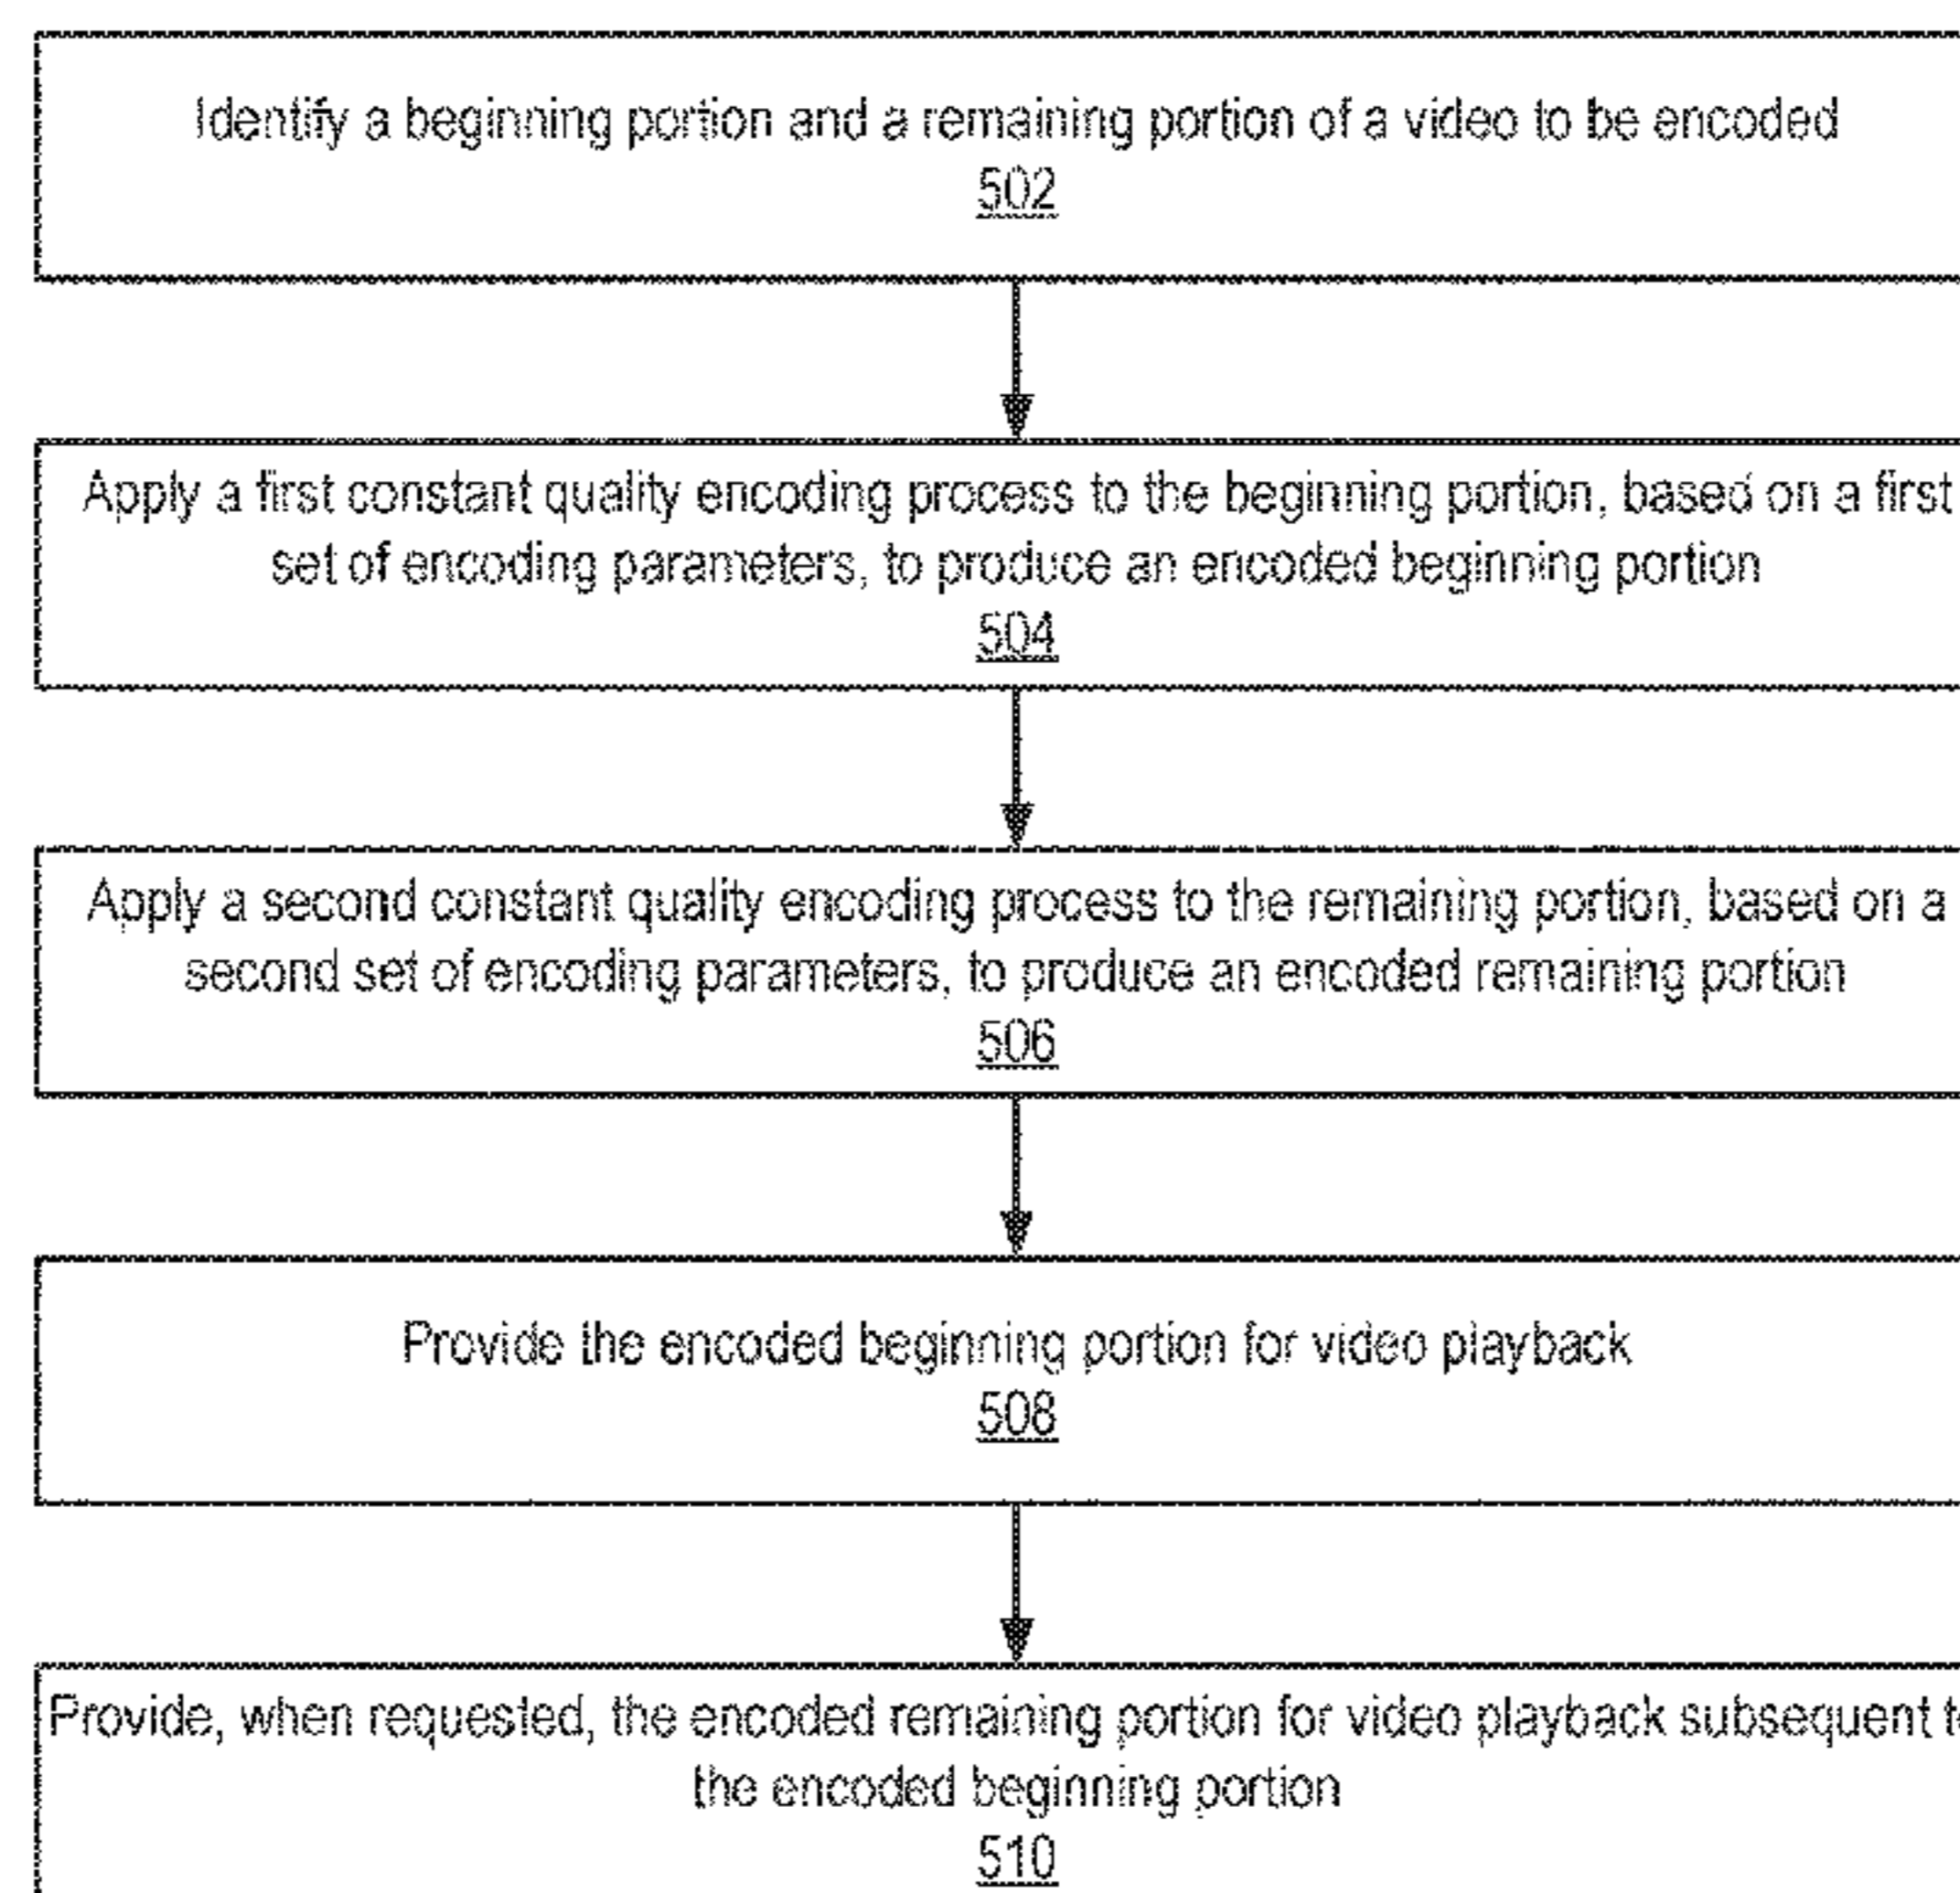 Identify a beginning portion and a remaining portion of a video to be encoded
502
Apply a first constant quality encoding process to the beginning portion, based on a first
set of encoding parameters, to produce an encoded beginning portion
504
Apply a second constant quality encoding process to the remaining portion, based on a
second set of encoding parameters, to produce an encoded remaining portion
506
Provide the encoded beginning portion for video playback
508
Provide, when requested, the encoded remaining portion for video playback subsequent to
the encoded beginning portion
510